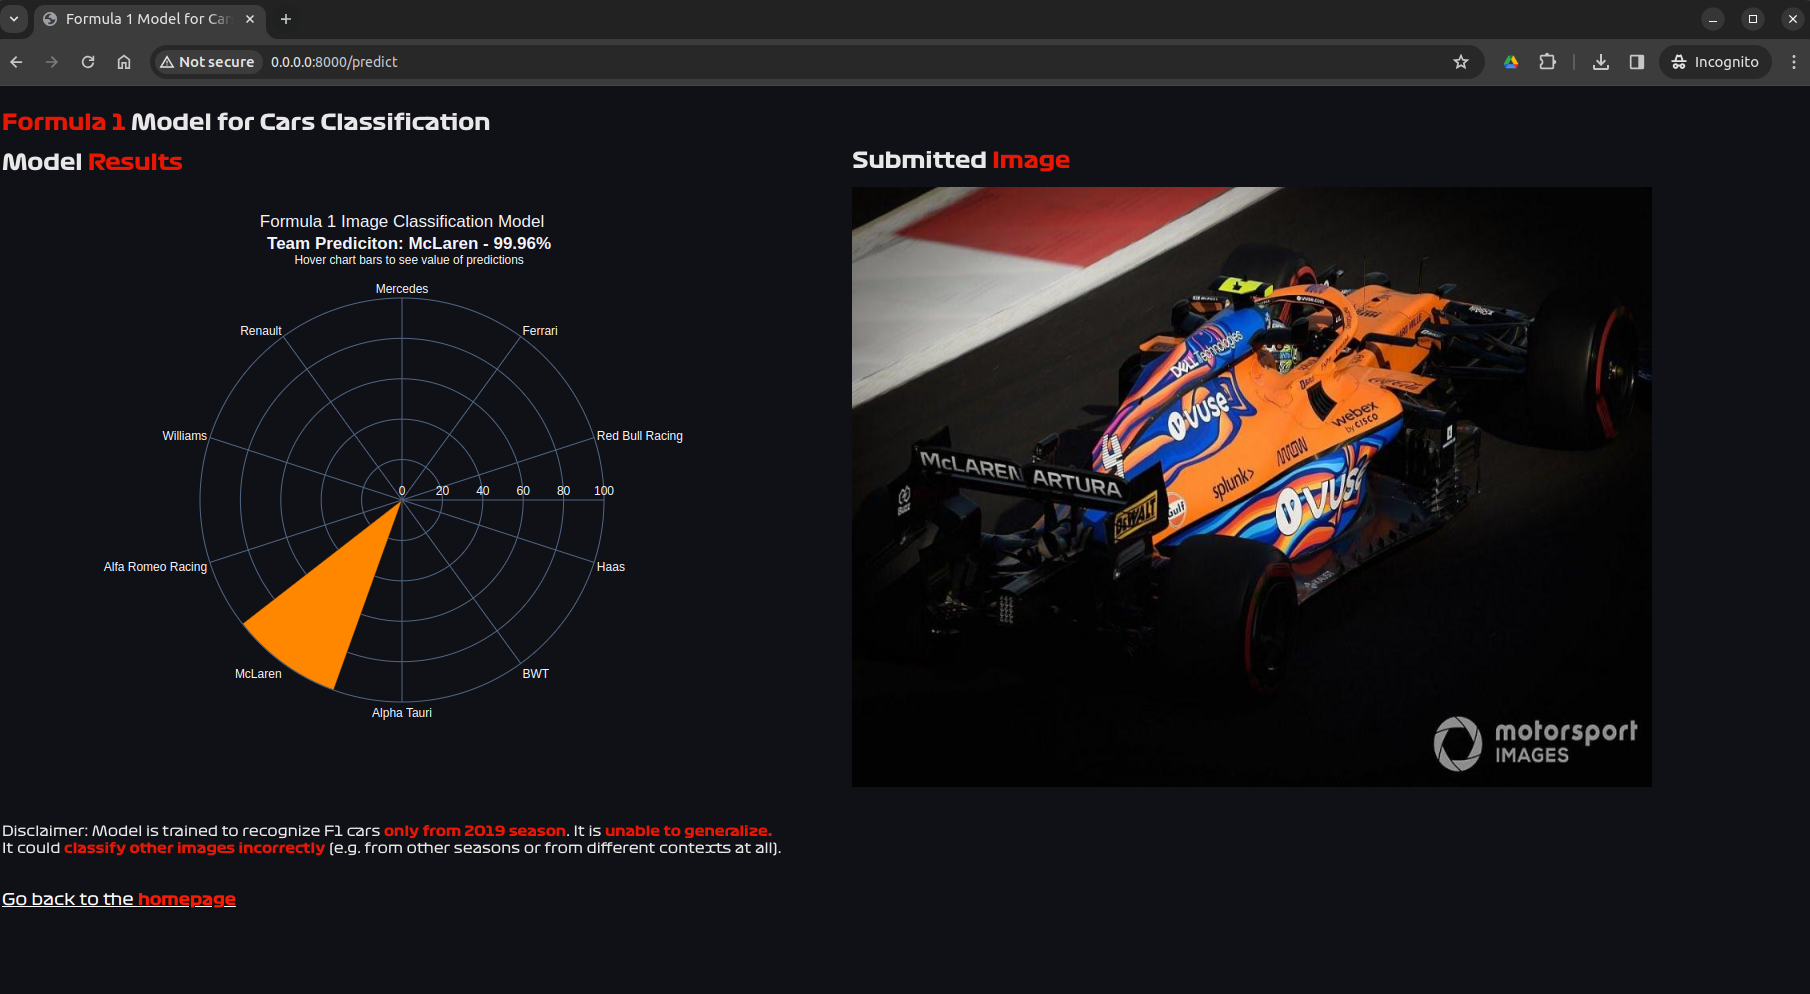 Formula 1 Model for Car
Not secure
0.0.0.0:8000/predict
Incognito
Formula 1 Model for Cars Classification
Model Results
Formula 1 Image Classification Model
Team Prediciton: McLaren - 99.96%
Hover chart bars to see value of predictions
Mercedes
Renault
Ferrari
Williams
Red Bull Racing
0 20 40 60 80 100
Alfa Romeo Racing
Haas
McLaren
BWT
Alpha Tauri
Submitted Image
vuse.com
DELL Technologies
vuse
webex
by CISCO
4
ARROW
splunk>
McLAREN ARTURA
vuse
Gulf
DEWALT
motorsport
IMAGES
Disclaimer: Model is trained to recognize F1 cars only from 2019 season. It is unable to generalize.
It could classify other images incorrectly (e.g. from other seasons or from different contexts at all).
Go back to the homepage